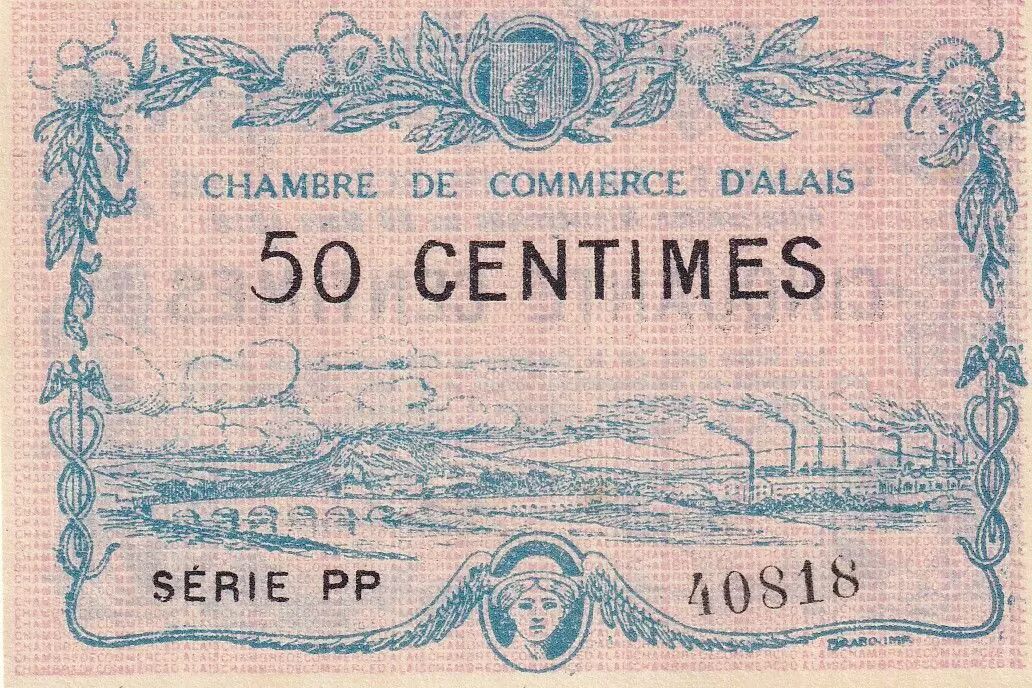 CHAMBRE DE COMMERCE D'ALAIS
50 CENTIMES
SÉRIE PP
40818